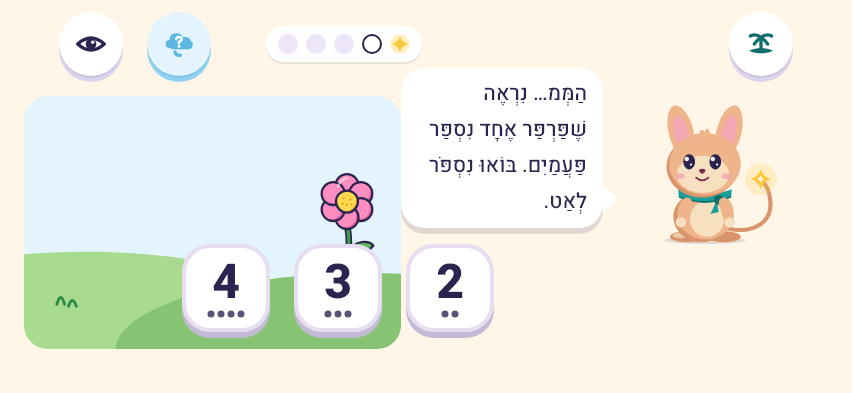 הַמְּמ... נִרְאֶה
שֶׁפַּרְפַּר אֶחָד נִסְפַּר
פַּעֲמַיִם. בּוֹאוּ נִסְפֹּר
לְאַט.
4 3 2
?